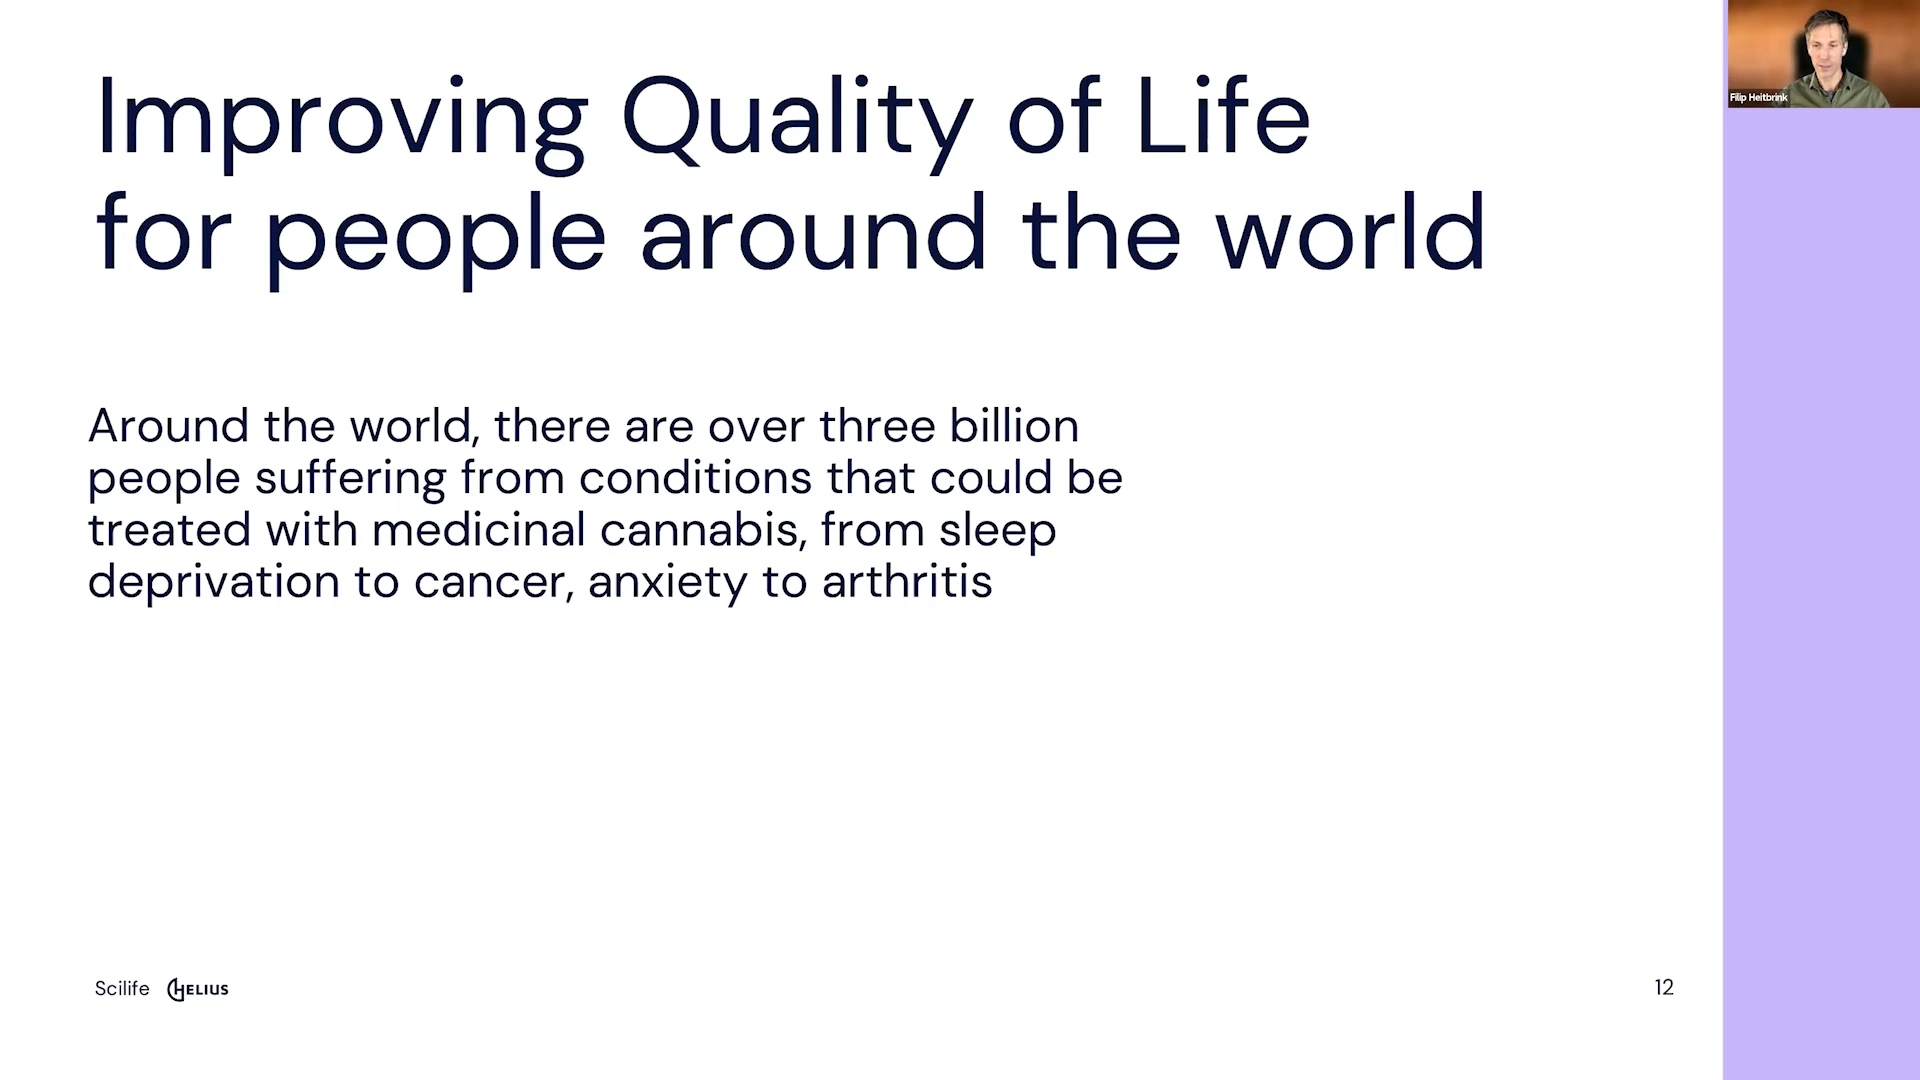 Improving Quality of Life
for people around the world
Around the world, there are over three billion
people suffering from conditions that could be
treated with medicinal cannabis, from sleep
deprivation to cancer, anxiety to arthritis
Scilife HELIUS
12
Filip Heitbrink